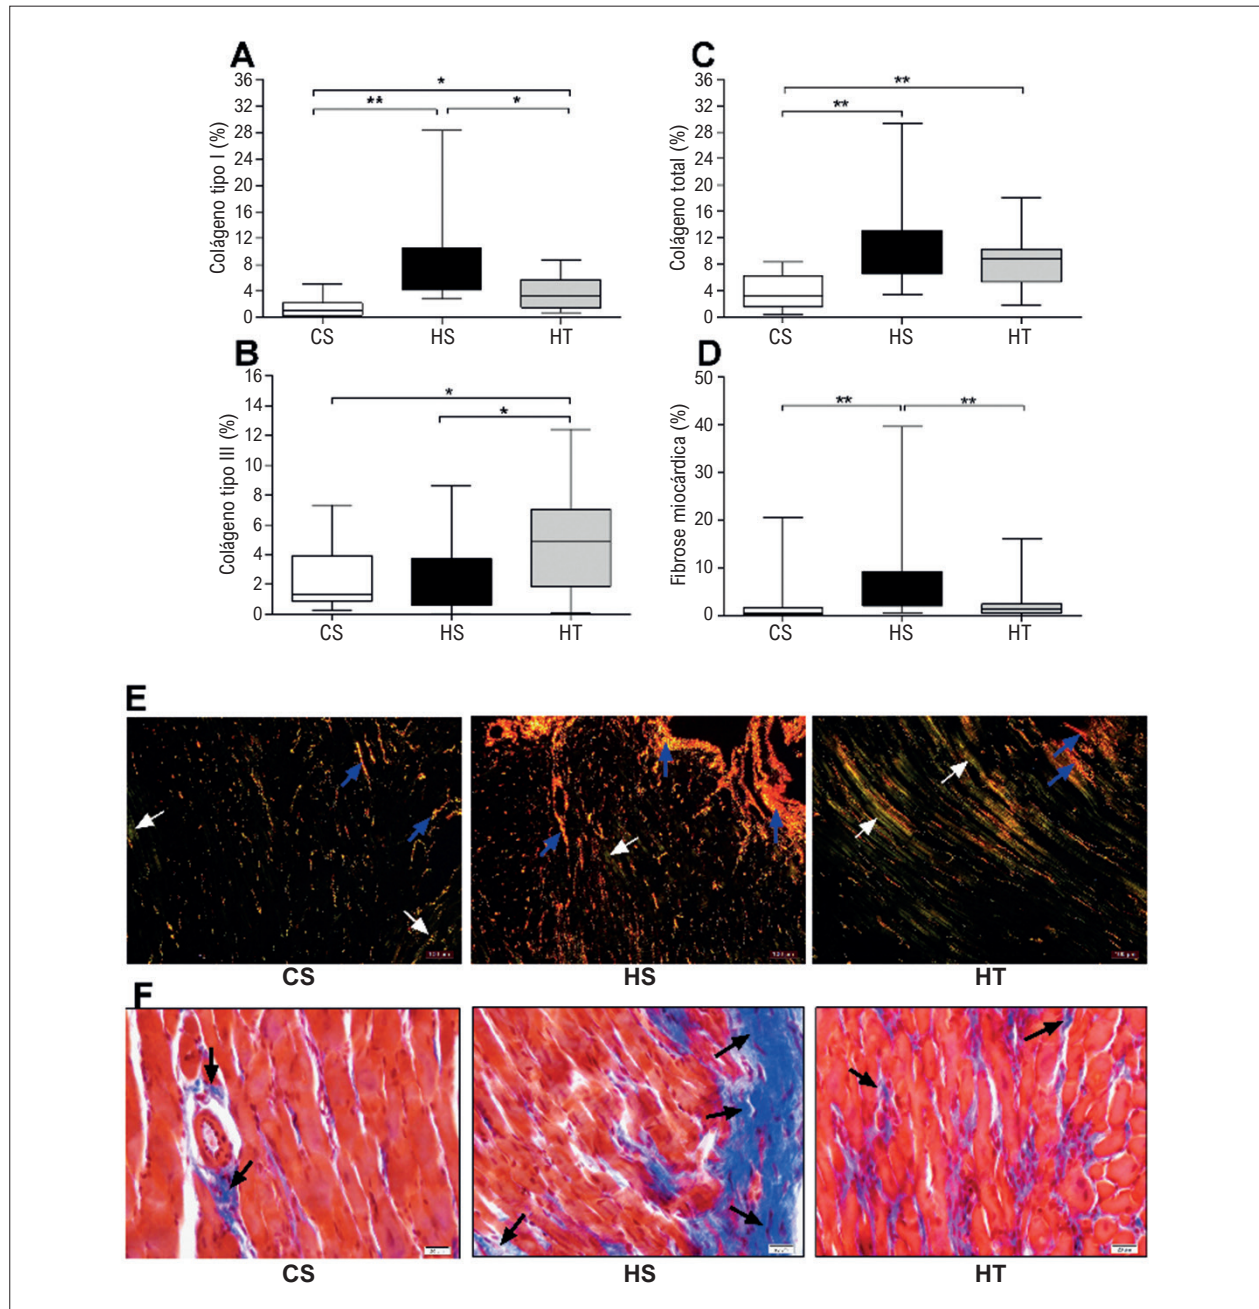 A
Colágeno tipo I (%)
36
32
28
24
20
16
12
8
4
0
*
**
*
CS
HS
HT
C
Colágeno total (%)
36
32
28
24
20
16
12
8
4
0
**
**
CS
HS
HT
B
Colágeno tipo III (%)
16
14
12
10
8
6
4
2
0
*
*
CS
HS
HT
D
Fibrose miocárdica (%)
50
40
30
20
10
0
**
**
CS
HS
HT
E
CS
HS
HT
F
CS
HS
HT